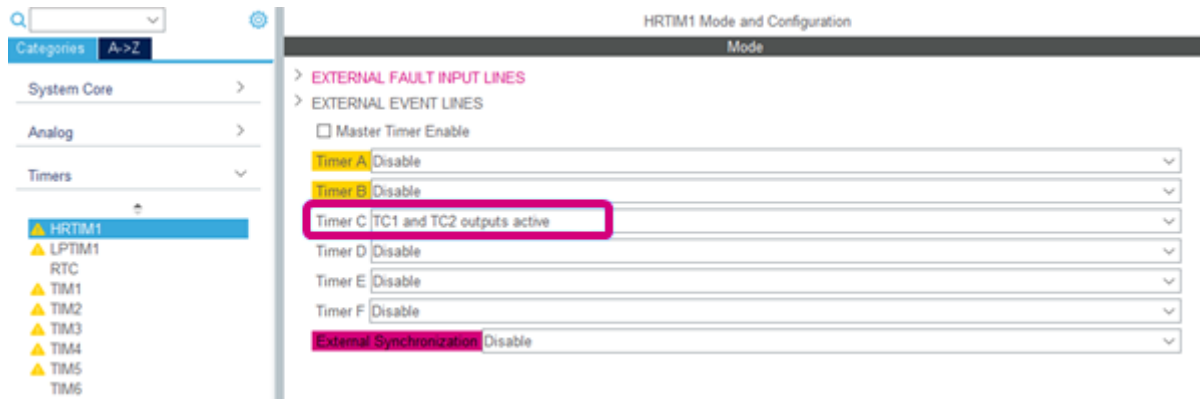 HRTIM1 Mode and Configuration
Categories A->Z
Mode
System Core
Analog
Timers
HRTIM1
LPTIM1
RTC
TIM1
TIM2
TIM3
TIM4
TIM5
TIM6
EXTERNAL FAULT INPUT LINES
EXTERNAL EVENT LINES
Master Timer Enable
Timer A Disable
Timer B Disable
Timer C TC1 and TC2 outputs active
Timer D Disable
Timer E Disable
Timer F Disable
External Synchronization Disable